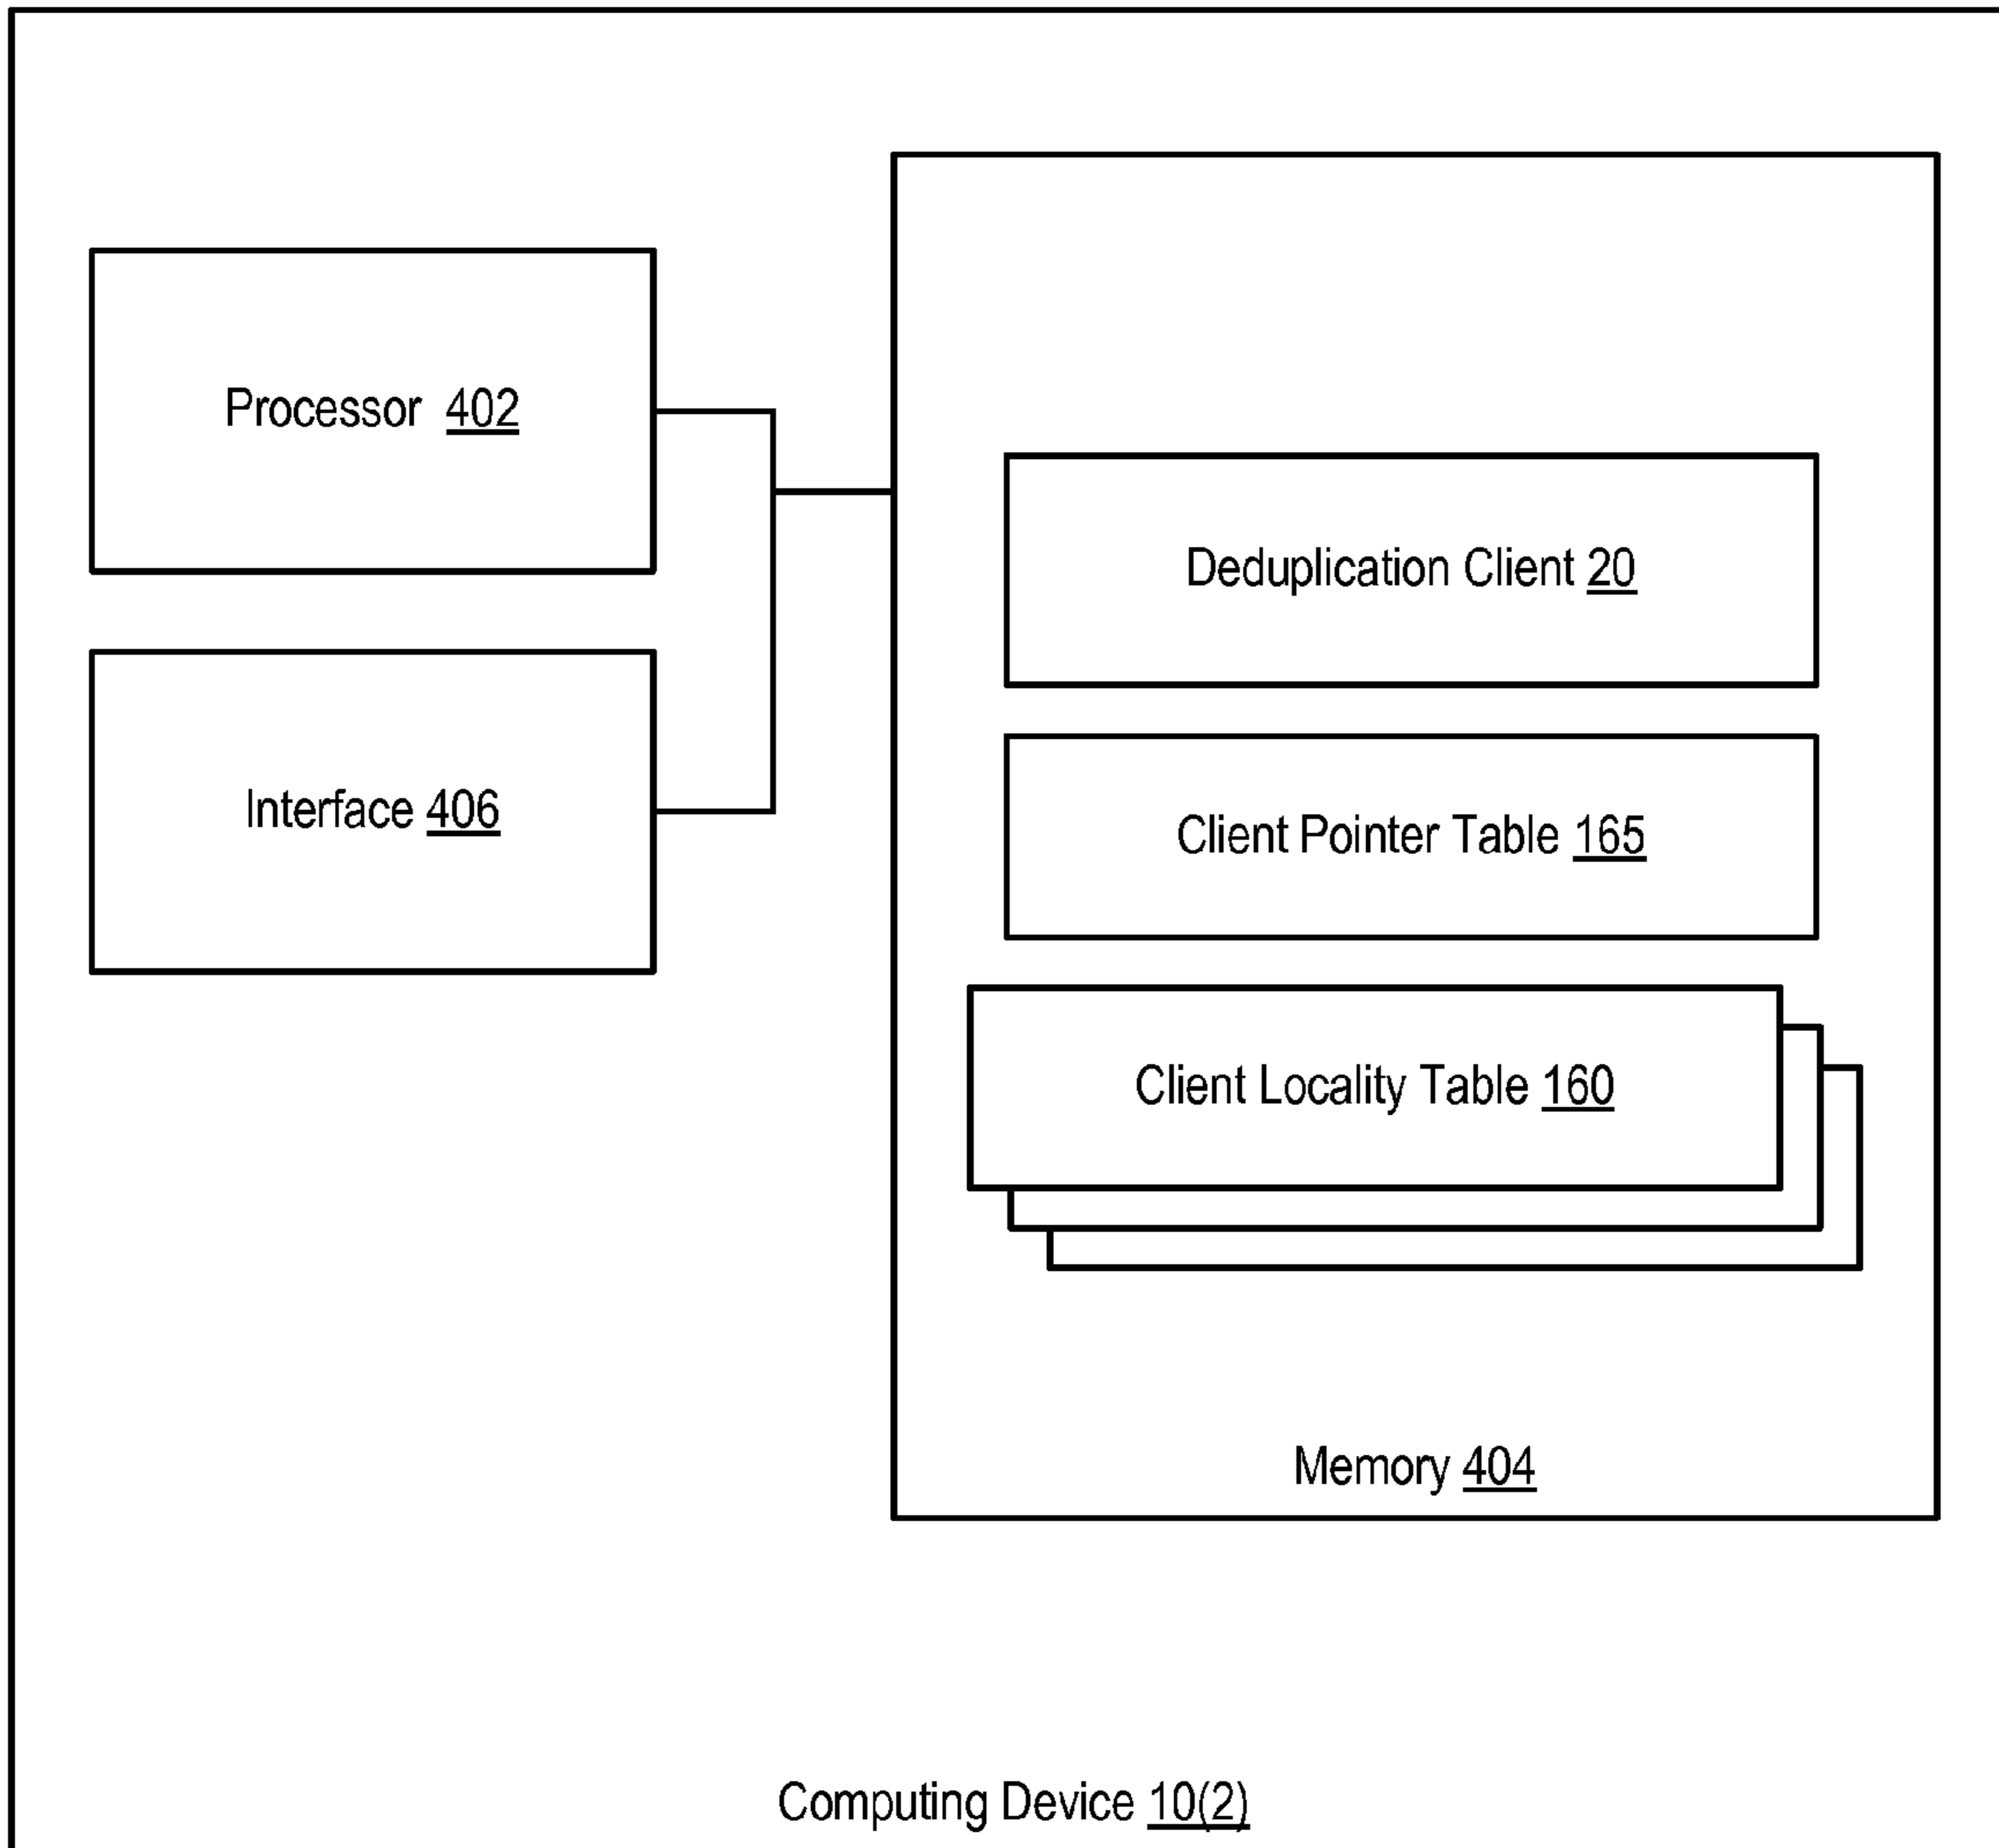 Processor 402
Interface 406
Deduplication Client 20
Client Pointer Table 165
Client Locality Table 160
Memory 404
Computing Device 10(2)